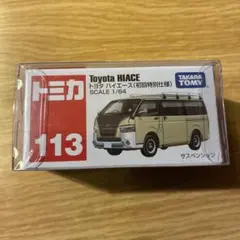 トミカ
113
Toyota HIACE
トヨタ ハイエース(初回特別仕様)
SCALE 1/64
TAKARA TOMY
サスペンション